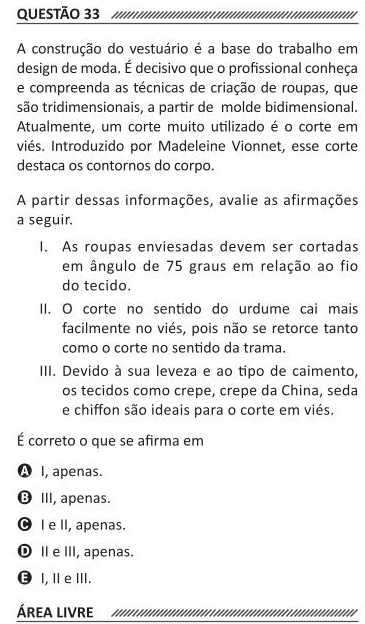 QUESTÃO 33
A construção do vestuário é a base do trabalho em
design de moda. É decisivo que o profissional conheça
e compreenda as técnicas de criação de roupas, que
são tridimensionais, a partir de molde bidimensional.
Atualmente, um corte muito utilizado é o corte em
viés. Introduzido por Madeleine Vionnet, esse corte
destaca os contornos do corpo.
A partir dessas informações, avalie as afirmações
a seguir.
I. As roupas enviesadas devem ser cortadas
em ângulo de 75 graus em relação ao fio
do tecido.
II. O corte no sentido do urdume cai mais
facilmente no viés, pois não se retorce tanto
como o corte no sentido da trama.
III. Devido à sua leveza e ao tipo de caimento,
os tecidos como crepe, crepe da China, seda
e chiffon são ideais para o corte em viés.
É correto o que se afirma em
A I, apenas.
B III, apenas.
C I e II, apenas.
D II e III, apenas.
E I, II e III.
ÁREA LIVRE